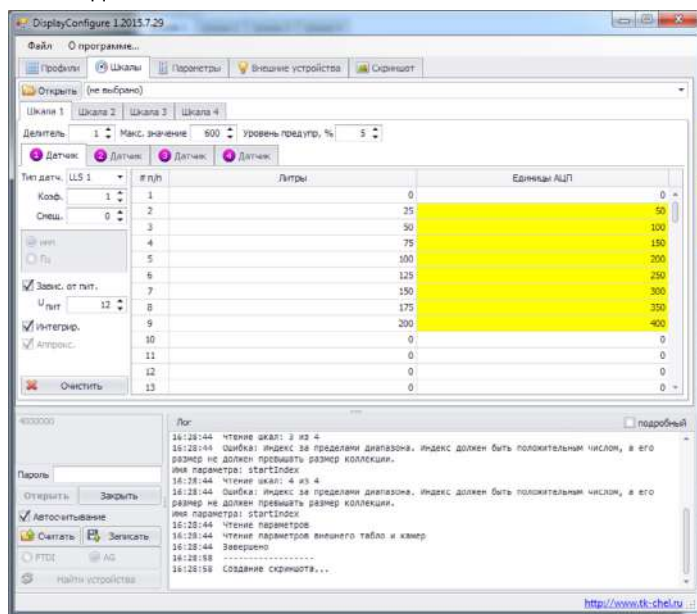 DisplayConfigure 1.2015.7.29
Файл О программе...
Профили Шкалы Параметры Внешние устройства Скриншот
Открыть (не выбрано)
Шкала 1 Шкала 2 Шкала 3 Шкала 4
Делитель 1 Макс. значение 600 Уровень предупр, % 5
1 Датчик 2 Датчик 3 Датчик 4 Датчик
Тип датч. LLS 1 # п/п Литры Единицы АЦП
Коэф. 1
Смещ. 0
имп
Гц
Завис. от пит.
Uпит 12
Интегрир.
Аппрокс.
Очистить
1 0 0
2 25 50
3 50 100
4 75 150
5 100 200
6 125 250
7 150 300
8 175 350
9 200 400
10 0 0
11 0 0
12 0 0
13 0 0
4000000
Пароль
Открыть Закрыть
Автосчитывание
Считать Записать
FTDI AG
Найти устройства
Лог подробный
16:28:44 Чтение шкал: 3 из 4
16:28:44 Ошибка: Индекс за пределами диапазона. Индекс должен быть положительным числом, а его
размер не должен превышать размер коллекции.
Имя параметра: startIndex
16:28:44 Чтение шкал: 4 из 4
16:28:44 Ошибка: Индекс за пределами диапазона. Индекс должен быть положительным числом, а его
размер не должен превышать размер коллекции.
Имя параметра: startIndex
16:28:44 Чтение параметров
16:28:44 Чтение параметров внешнего табло и камер
16:28:44 Завершено
16:28:58 ------------------
16:28:58 Создание скриншота...
http://www.tk-chel.ru